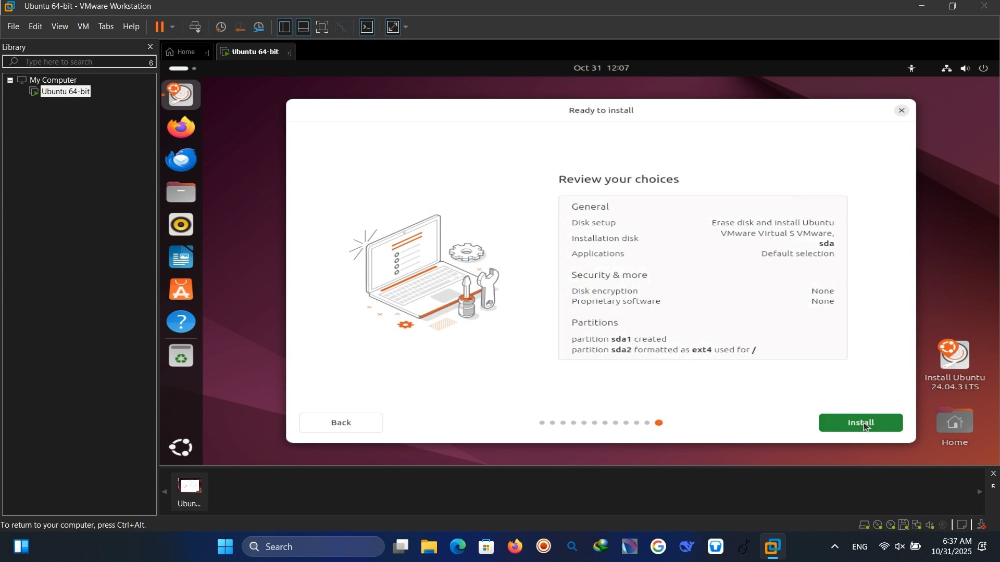 Ubuntu 64-bit - VMware Workstation
File Edit View VM Tabs Help
Library
Type here to search
My Computer
Ubuntu 64-bit
Home
Ubuntu 64-bit
Oct 31 12:07
Ready to install
Review your choices
General
Disk setup Erase disk and install Ubuntu
Installation disk VMware Virtual S VMware,
sda
Applications Default selection
Security & more
Disk encryption None
Proprietary software None
Partitions
partition sda1 created
partition sda2 formatted as ext4 used for /
Back
Install
Install Ubuntu
24.04.3 LTS
Home
Ubun...
To return to your computer, press Ctrl+Alt.
Search
ENG
6:37 AM
10/31/2025